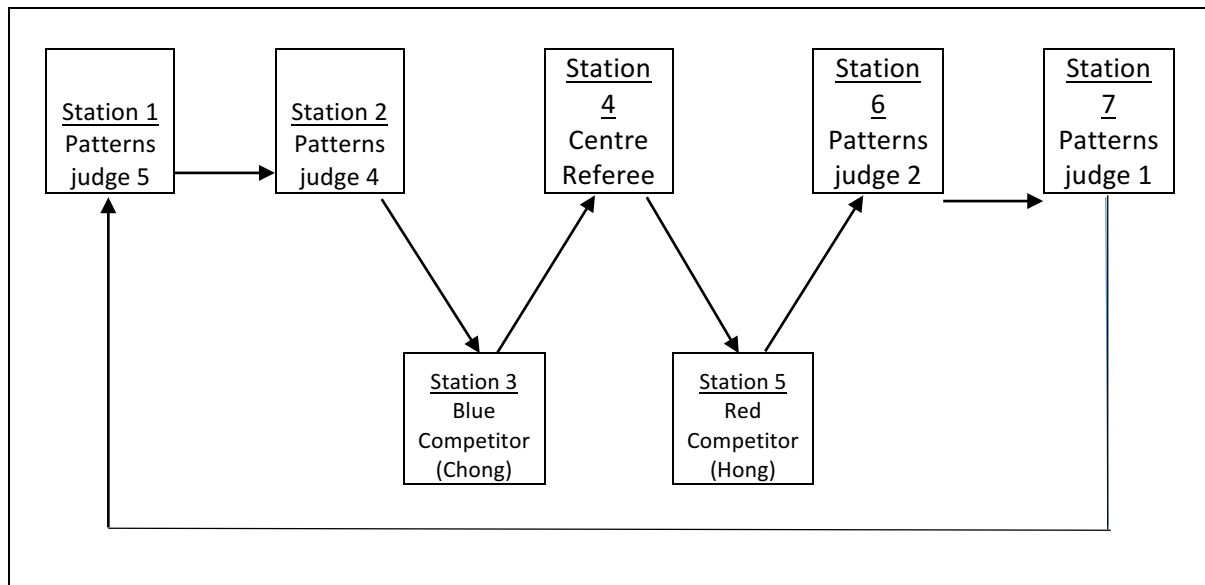 Station 1
Patterns
judge 5
Station 2
Patterns
judge 4
Station
4
Centre
Referee
Station
6
Patterns
judge 2
Station
7
Patterns
judge 1
Station 3
Blue
Competitor
(Chong)
Station 5
Red
Competitor
(Hong)